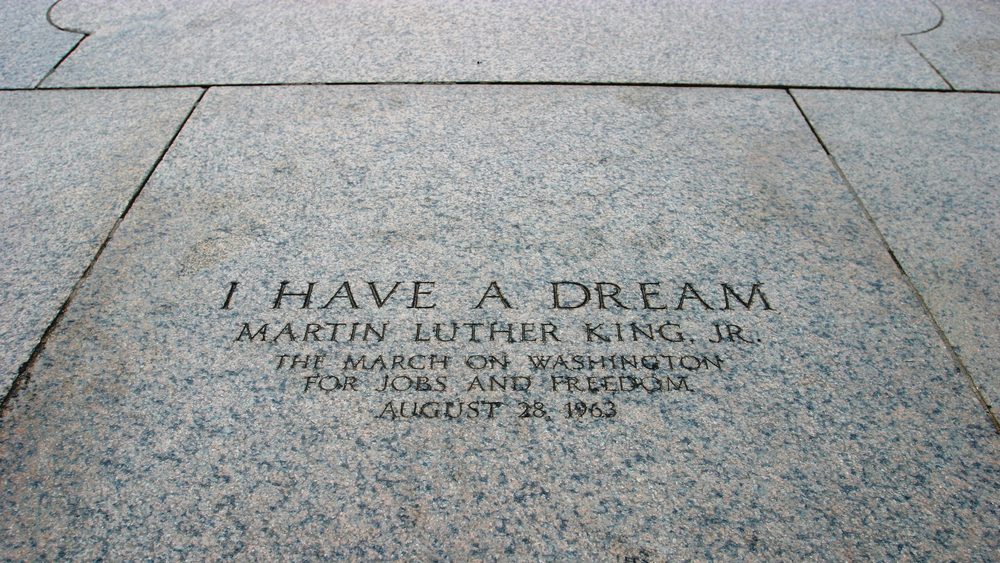 I HAVE A DREAM
MARTIN LUTHER KING, JR.
THE MARCH ON WASHINGTON
FOR JOBS AND FREEDOM
AUGUST 28, 1963